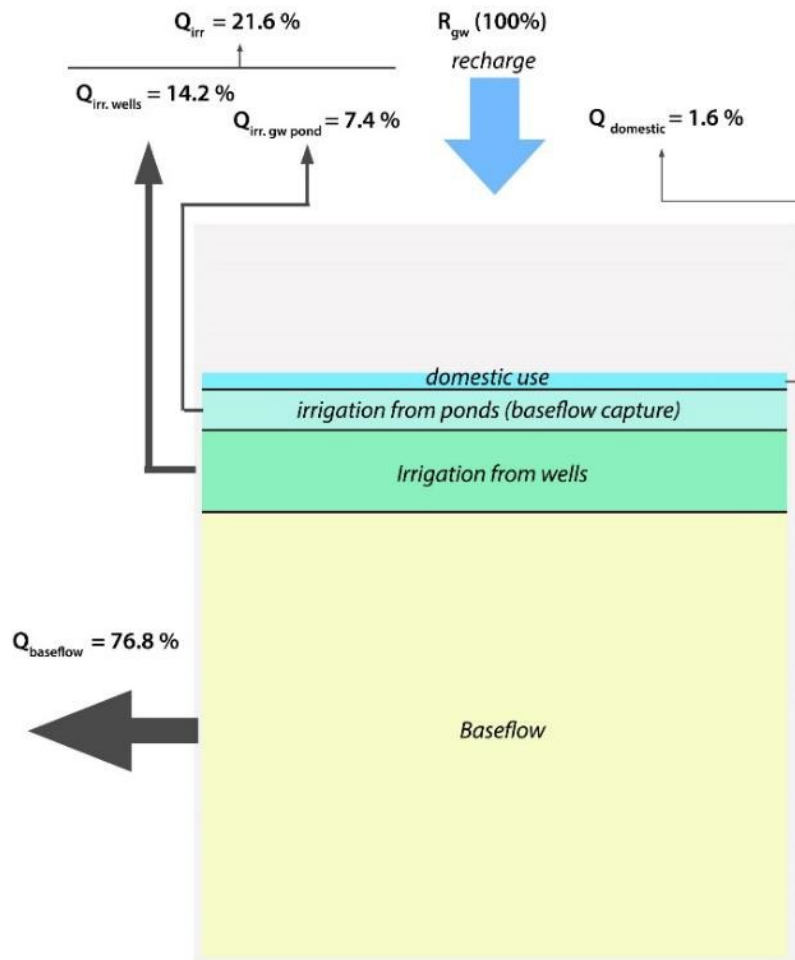 Q irr = 21.6 %
R gw (100%)
recharge
Q irr. wells = 14.2 %
Q irr. gw pond = 7.4 %
Q domestic = 1.6 %
domestic use
irrigation from ponds (baseflow capture)
Irrigation from wells
Q baseflow = 76.8 %
Baseflow